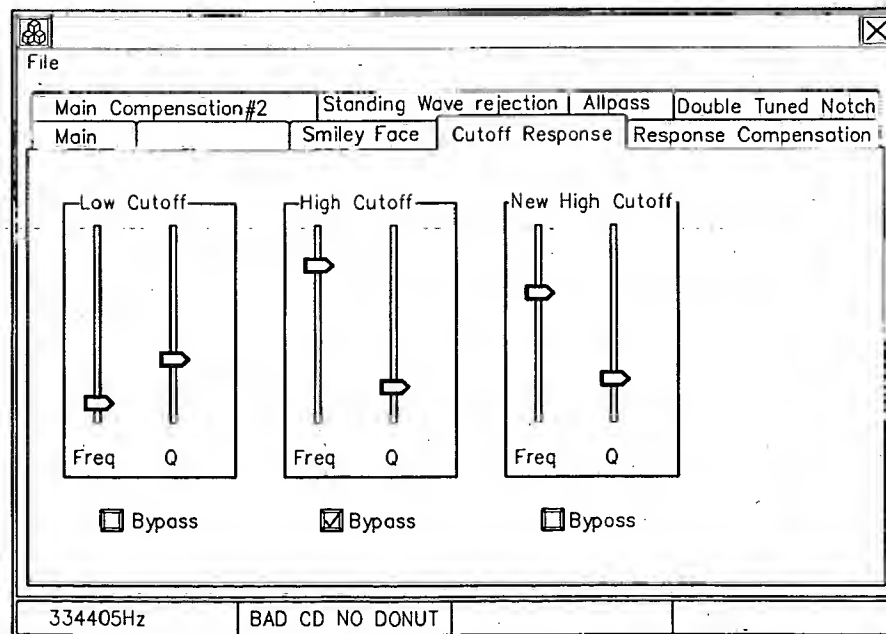 File
Main Compensation#2 Standing Wave rejection Allpass Double Tuned Notch
Main Smiley Face Cutoff Response Response Compensation
Low Cutoff High Cutoff New High Cutoff
Freq Q Freq Q Freq Q
Bypass Bypass Byposs
334405Hz BAD CD NO DONUT